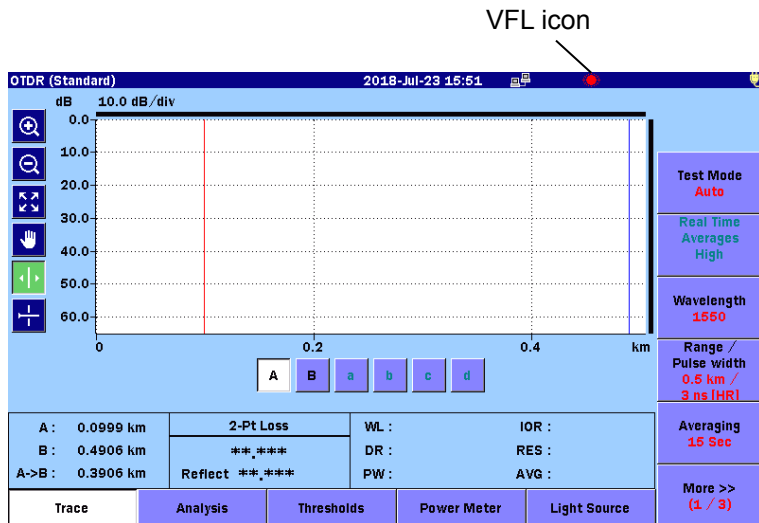 VFL icon
OTDR (Standard) 2018-Jul-23 15:51
dB 10.0 dB/div
0.0
10.0
20.0
30.0
40.0
50.0
60.0
0 0.2 0.4 km
A B a b c d
Test Mode
Auto
Real Time
Averages
High
Wavelength
1550
Range /
Pulse width
0.5 km /
3 ns [HR]
Averaging
15 Sec
More >>
(1 / 3)
A : 0.0999 km
B : 0.4906 km
A->B : 0.3906 km
2-Pt Loss
**.***
Reflect **.***
WL : IOR :
DR : RES :
PW : AVG :
Trace Analysis Thresholds Power Meter Light Source